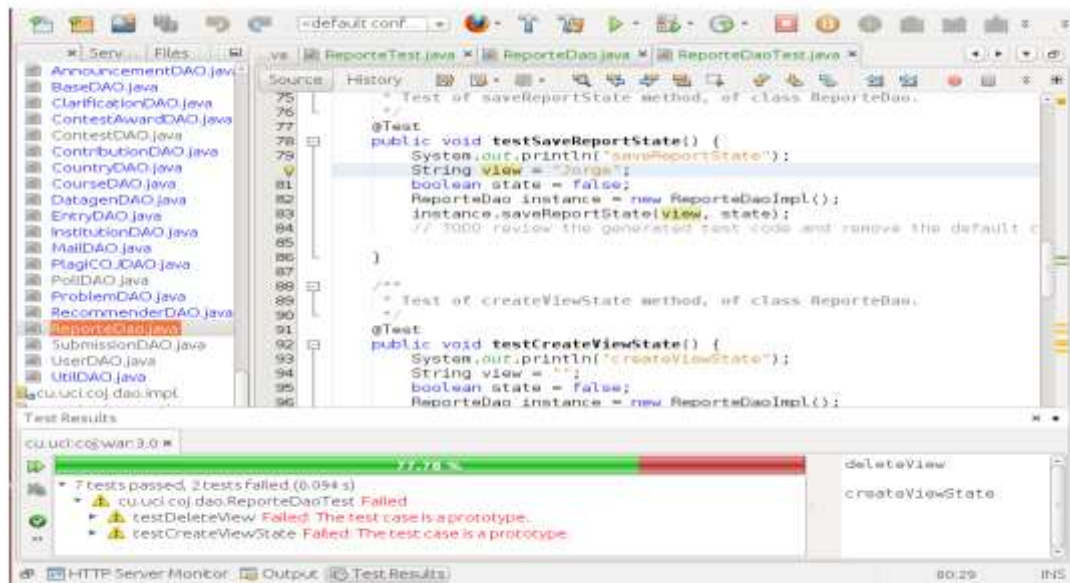 <default conf...
Serv... Files
...va ReporteTest.java ReporteDao.java ReporteDaoTest.java
Source History
AnnouncementDAO.java
BaseDAO.java
ClarificationDAO.java
ContestAwardDAO.java
ContestDAO.java
ContributionDAO.java
CountryDAO.java
CourseDAO.java
DatagenDAO.java
EntryDAO.java
InstitutionDAO.java
MailDAO.java
PlagiCOJDAO.java
PollDAO.java
ProblemDAO.java
RecommenderDAO.java
ReporteDao.java
SubmissionDAO.java
UserDAO.java
UtilDAO.java
cu.uci.coj.dao.impl
75 * Test of saveReportState method, of class ReporteDao.
76 */
77 @Test
78 public void testSaveReportState() {
79 System.out.println("saveReportState");
String view = "Jorge";
81 boolean state = false;
82 ReporteDao instance = new ReporteDaoImpl();
83 instance.saveReportState(view, state);
84 // TODO review the generated test code and remove the default c
85
86 }
87
88 /**
89 * Test of createViewState method, of class ReporteDao.
90 */
91 @Test
92 public void testCreateViewState() {
93 System.out.println("createViewState");
94 String view = "";
95 boolean state = false;
96 ReporteDao instance = new ReporteDaoImpl();
Test Results
cu.uci:coj:war:3.0
77.78 %
7 tests passed, 2 tests failed. (0.094 s)
cu.uci.coj.dao.ReporteDaoTest Failed
testDeleteView Failed: The test case is a prototype.
testCreateViewState Failed: The test case is a prototype.
deleteView
createViewState
HTTP Server Monitor Output Test Results
80:29 INS